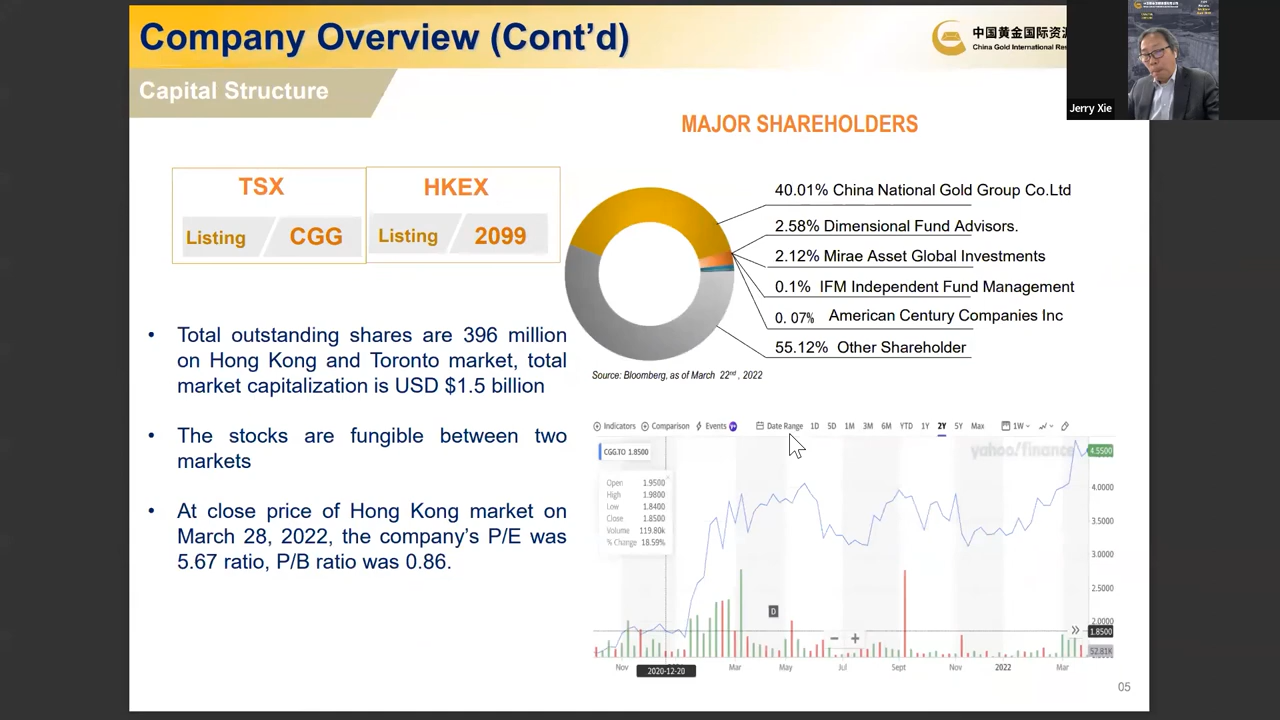 Company Overview (Cont'd)
中国黄金国际资
China Gold International Res
Jerry Xie
Capital Structure
MAJOR SHAREHOLDERS
TSX
HKEX
Listing CGG
Listing 2099
40.01% China National Gold Group Co.Ltd
2.58% Dimensional Fund Advisors.
2.12% Mirae Asset Global Investments
0.1% IFM Independent Fund Management
0. 07% American Century Companies Inc
55.12% Other Shareholder
Source: Bloomberg, as of March 22nd , 2022
• Total outstanding shares are 396 million
on Hong Kong and Toronto market, total
market capitalization is USD $1.5 billion
• The stocks are fungible between two
markets
• At close price of Hong Kong market on
March 28, 2022, the company's P/E was
5.67 ratio, P/B ratio was 0.86.
Indicators Comparison Events Date Range 1D 5D 1M 3M 6M YTD 1Y 2Y 5Y Max 1W
CGG.TO 1.8500
yahoo/finance
4.5500
Open 1.9500
High 1.9800
Low 1.8400
Close 1.8500
Volume 119.80k
% Change 18.59%
4.0000
3.5000
3.0000
2.5000
2.0000
1.8500
52.81K
D
Nov 2020-12-20 Mar May Jul Sept Nov 2022 Mar
05